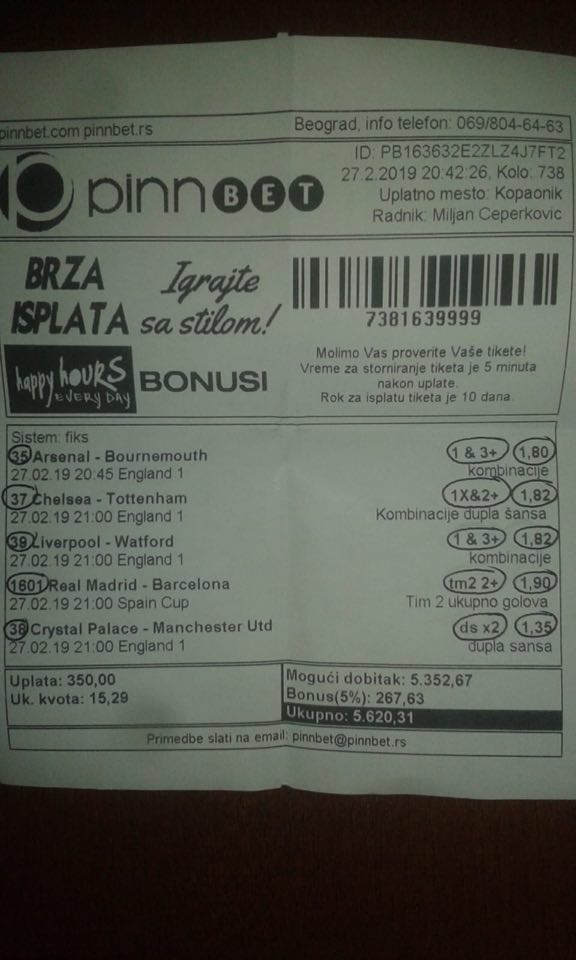 pinnbet.com pinnbet.rs
Beograd, info telefon: 069/804-64-63
pinn BET
ID: PB163632E2ZLZ4J7FT2
27.2.2019 20:42:26, Kolo: 738
Uplatno mesto: Kopaonik
Radnik: Miljan Ceperkovic
BRZA ISPLATA
Igrajte sa stilom!
happy hours EVERY DAY
BONUSI
7381639999
Molimo Vas proverite Vaše tikete!
Vreme za storniranje tiketa je 5 minuta
nakon uplate.
Rok za isplatu tiketa je 10 dana.
Sistem: fiks
35 Arsenal - Bournemouth 1 & 3+ 1,80
27.02.19 20:45 England 1 kombinacije
37 Chelsea - Tottenham 1X&2+ 1,82
27.02.19 21:00 England 1 Kombinacije dupla šansa
39 Liverpool - Watford 1 & 3+ 1,82
27.02.19 21:00 England 1 kombinacije
1601 Real Madrid - Barcelona tm2 2+ 1,90
27.02.19 21:00 Spain Cup Tim 2 ukupno golova
38 Crystal Palace - Manchester Utd ds x2 1,35
27.02.19 21:00 England 1 dupla sansa
Uplata: 350,00
Uk. kvota: 15,29
Mogući dobitak: 5.352,67
Bonus(5%): 267,63
Ukupno: 5.620,31
Primedbe slati na email: pinnbet@pinnbet.rs